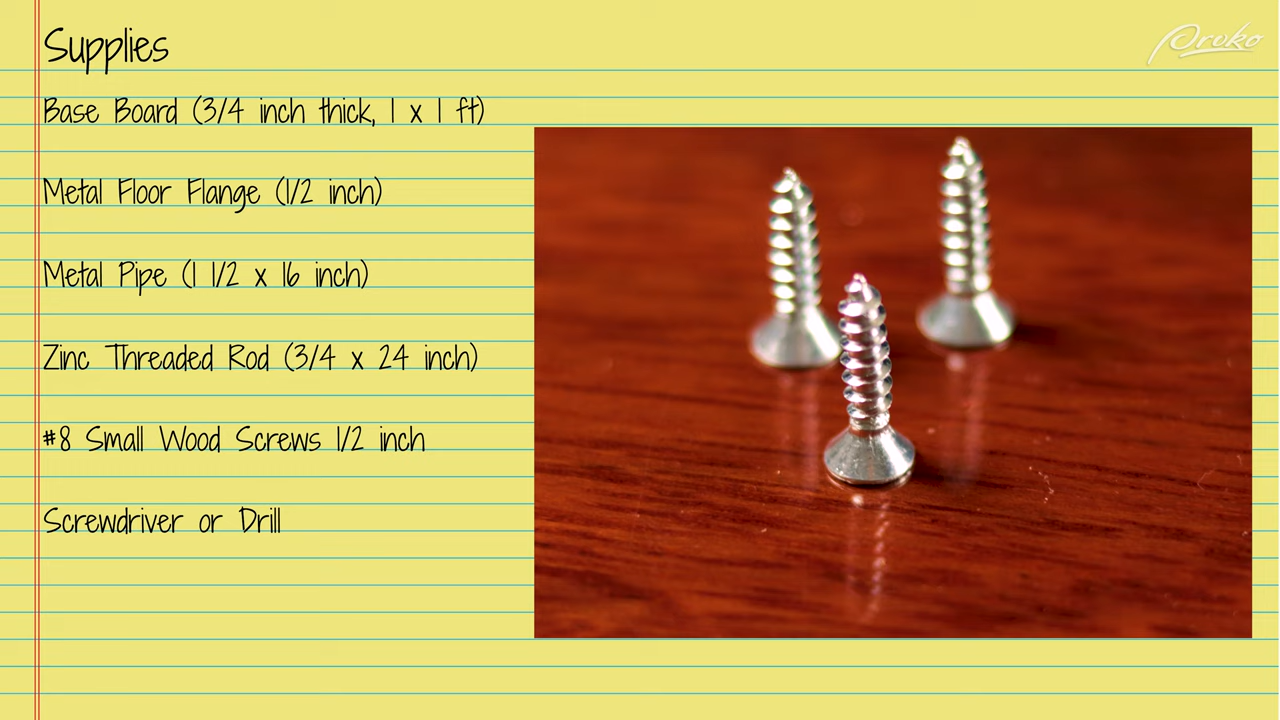 Supplies
Proko
Base Board (3/4 inch thick, 1 x 1 ft)
Metal Floor Flange (1/2 inch)
Metal Pipe (1 1/2 x 16 inch)
Zinc Threaded Rod (3/4 x 24 inch)
#8 Small Wood Screws 1/2 inch
Screwdriver or Drill